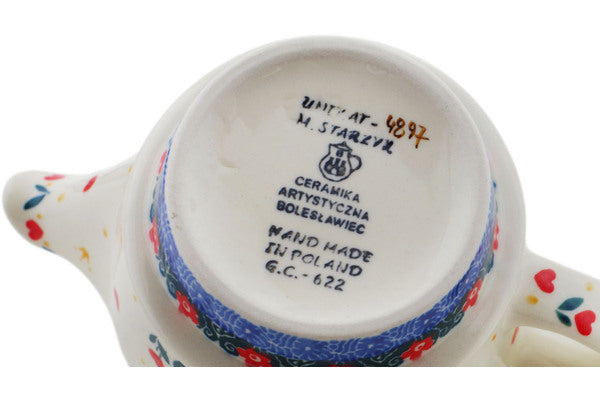 UNIKAT - 4897
M. STARZYK
CERAMIKA
ARTYSTYCZNA
BOLESŁAWIEC
HAND MADE
IN POLAND
G.C.-622